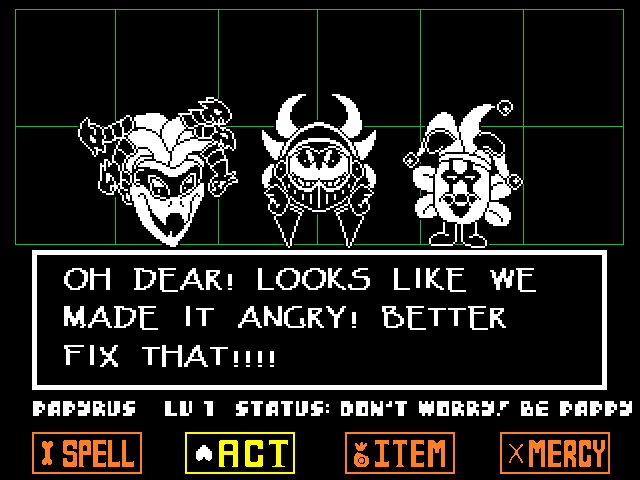 OH DEAR! LOOKS LIKE WE
MADE IT ANGRY! BETTER
FIX THAT!!!!
PAPYRUS LV 1 STATUS: DON'T WORRY! BE PAPPY
SPELL ACT ITEM MERCY